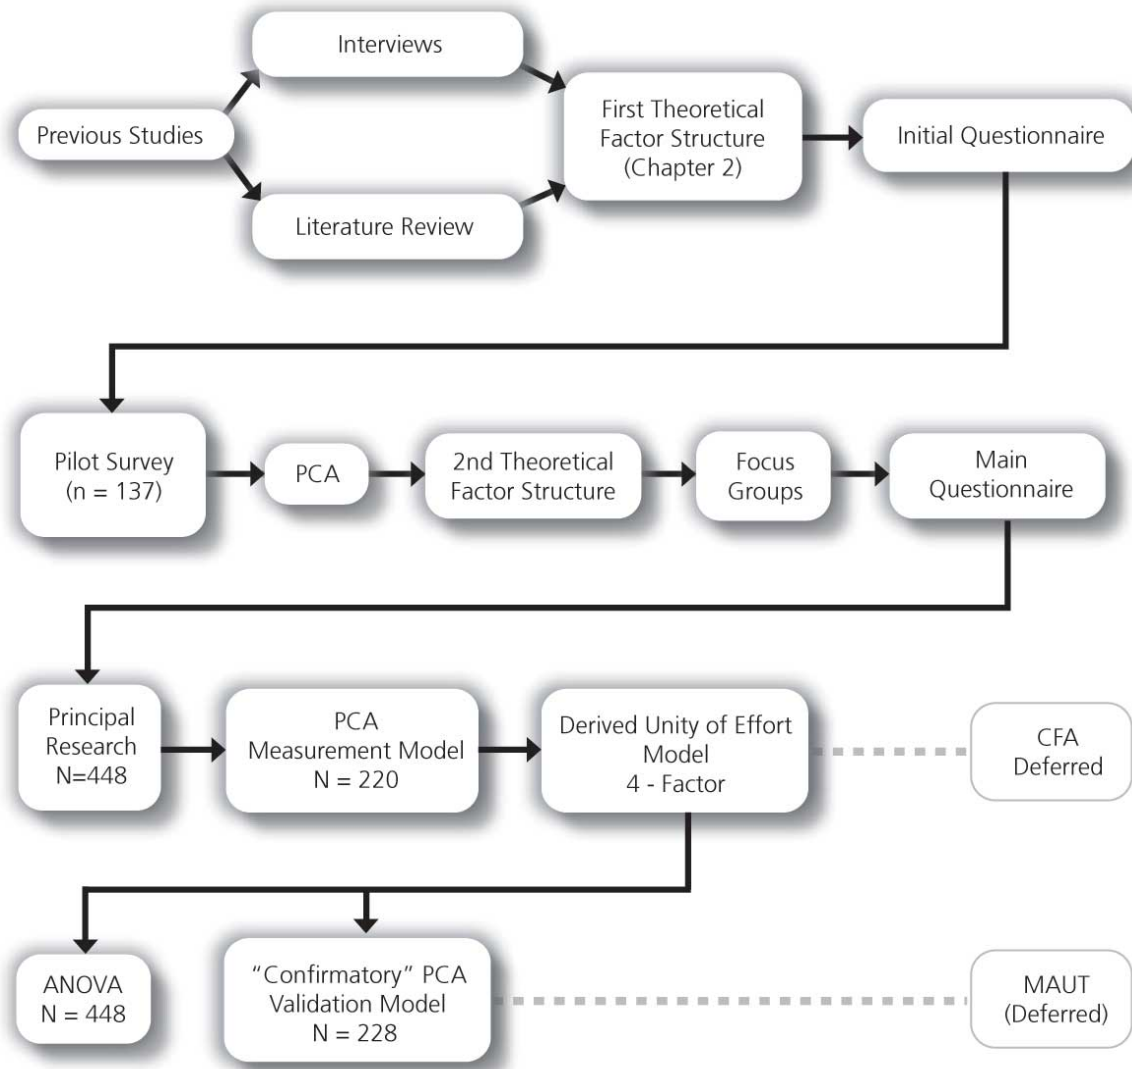 Interviews
Previous Studies
Literature Review
First Theoretical
Factor Structure
(Chapter 2)
Initial Questionnaire
Pilot Survey
(n = 137)
PCA
2nd Theoretical
Factor Structure
Focus
Groups
Main
Questionnaire
Principal
Research
N=448
PCA
Measurement Model
N = 220
Derived Unity of Effort
Model
4 - Factor
CFA
Deferred
ANOVA
N = 448
“Confirmatory” PCA
Validation Model
N = 228
MAUT
(Deferred)